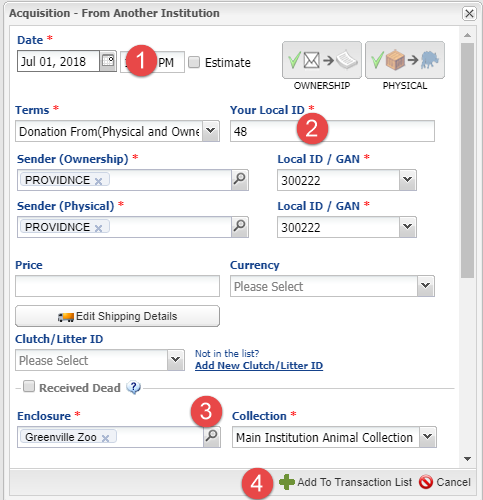 Acquisition - From Another Institution
Date *
Jul 01, 2018 1 PM Estimate
OWNERSHIP PHYSICAL
Terms * Your Local ID *
Donation From(Physical and Owne 48 2
Sender (Ownership) * Local ID / GAN *
PROVIDNCE x 300222
Sender (Physical) * Local ID / GAN *
PROVIDNCE x 300222
Price Currency
Please Select
Edit Shipping Details
Clutch/Litter ID
Please Select
Not in the list?
Add New Clutch/Litter ID
Received Dead ?
Enclosure * 3 Collection *
Greenville Zoo x Main Institution Animal Collection
4 Add To Transaction List Cancel